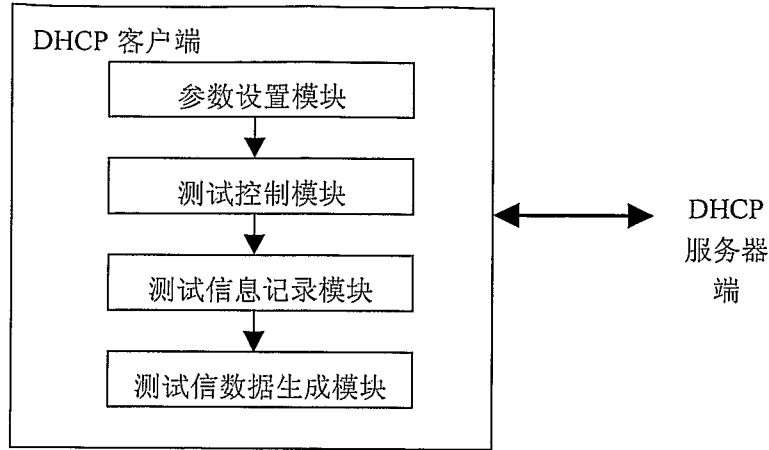 DHCP 客户端
参数设置模块
测试控制模块
测试信息记录模块
测试信数据生成模块
DHCP
服务器
端